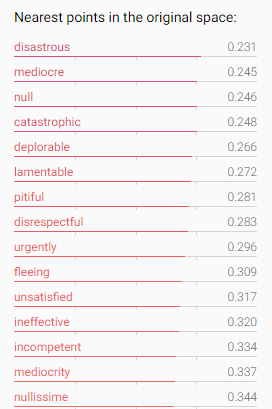 Nearest points in the original space:
disastrous 0.231
mediocre 0.245
null 0.246
catastrophic 0.248
deplorable 0.266
lamentable 0.272
pitiful 0.281
disrespectful 0.283
urgently 0.296
fleeing 0.309
unsatisfied 0.317
ineffective 0.320
incompetent 0.334
mediocrity 0.337
nullissime 0.344